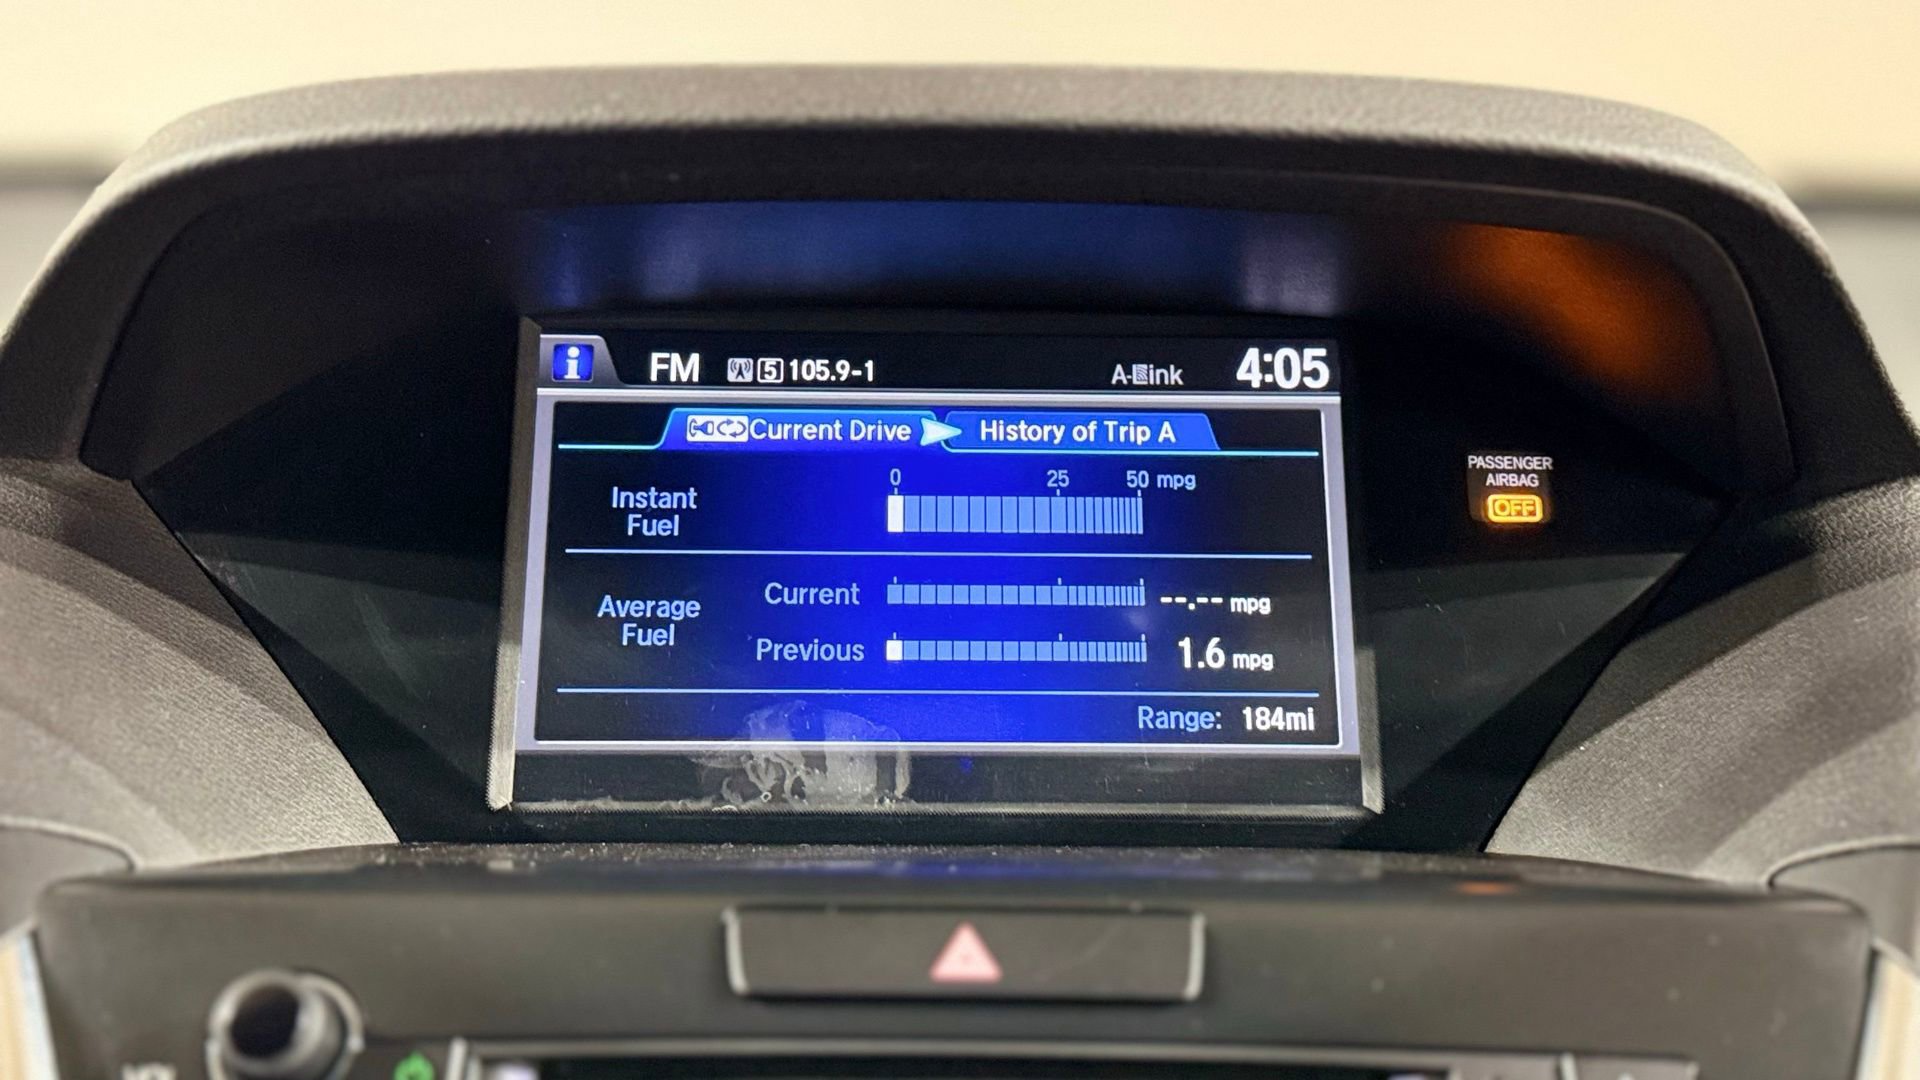 i FM 5 105.9-1 A-Link 4:05
Current Drive History of Trip A
0 25 50 mpg
Instant
Fuel
PASSENGER
AIRBAG
OFF
Average
Fuel
Current --.-- mpg
Previous 1.6 mpg
Range: 184mi